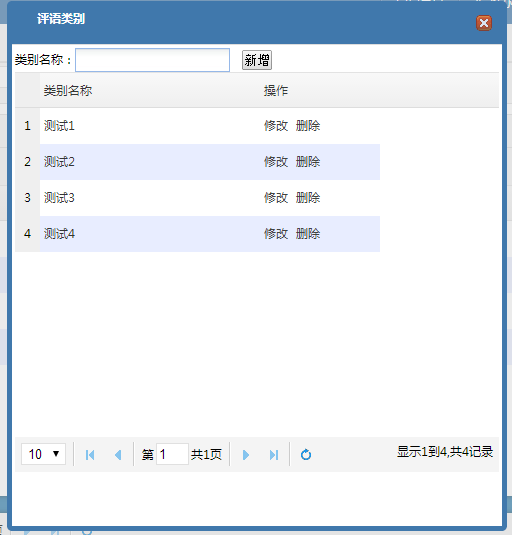 评语类别
类别名称： 新增
类别名称 操作
1 测试1 修改 删除
2 测试2 修改 删除
3 测试3 修改 删除
4 测试4 修改 删除
10 第 1 共1页 显示1到4,共4记录